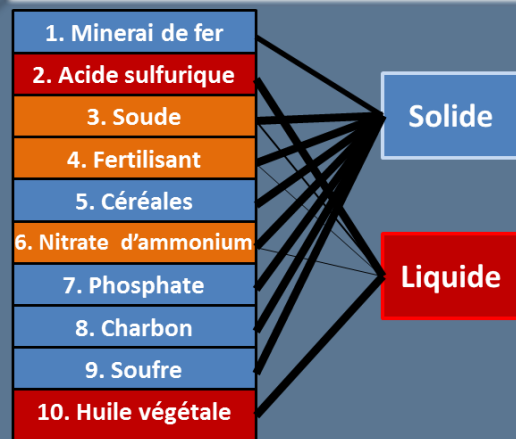 1. Minerai de fer
2. Acide sulfurique
3. Soude
4. Fertilisant
5. Céréales
6. Nitrate d'ammonium
7. Phosphate
8. Charbon
9. Soufre
10. Huile végétale
Solide
Liquide